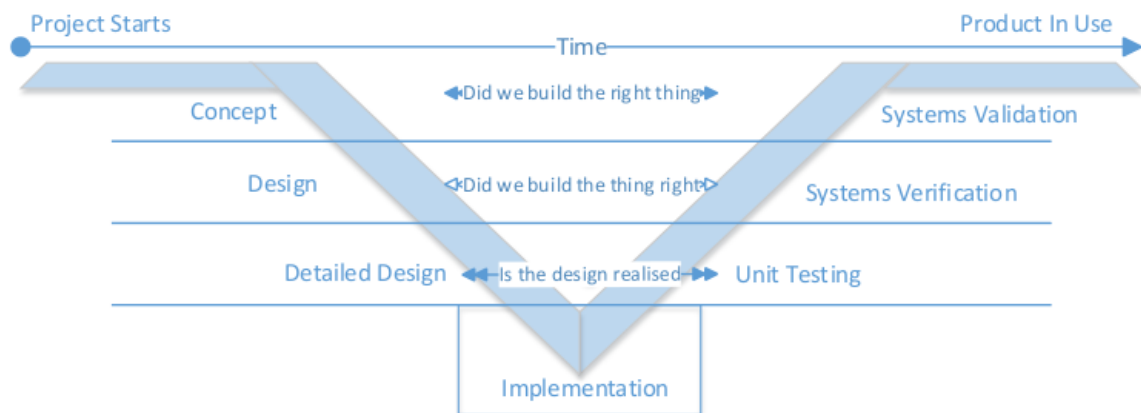 Project Starts
Product In Use
Time
Did we build the right thing
Concept
Systems Validation
Design
Did we build the thing right
Systems Verification
Detailed Design
Is the design realised
Unit Testing
Implementation